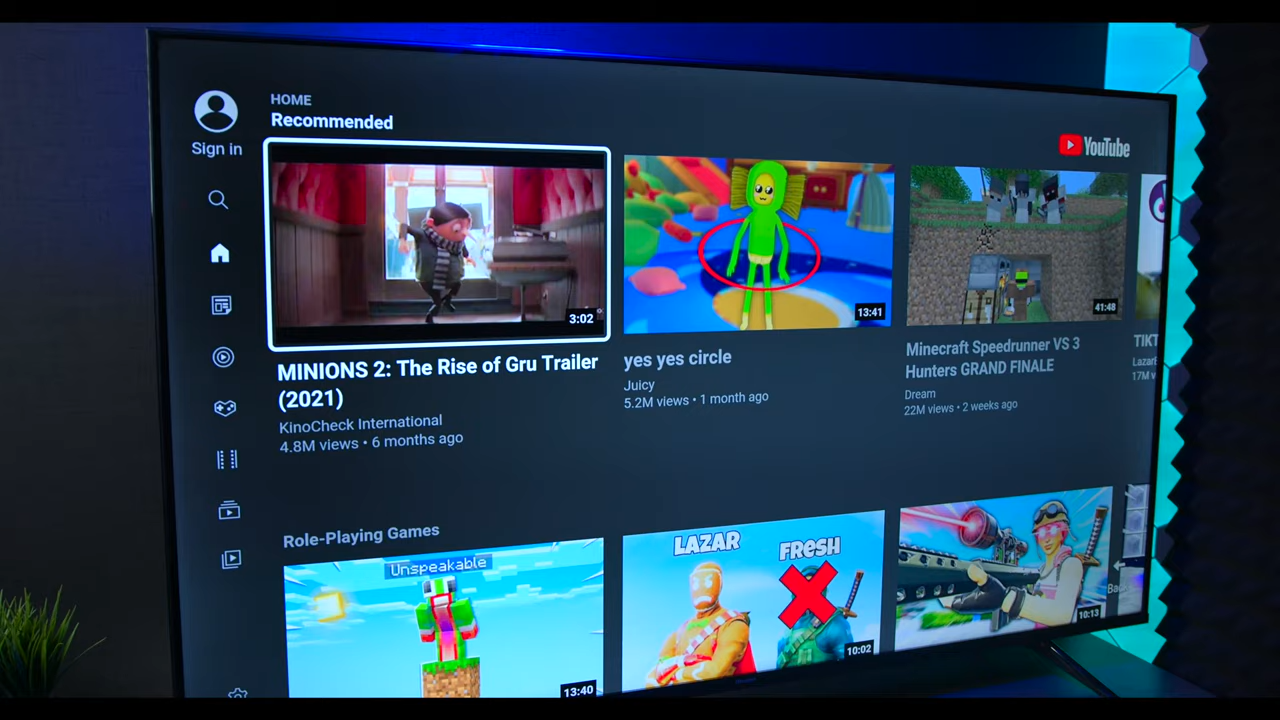 HOME
Recommended
Sign in
YouTube
3:02
13:41
41:48
MINIONS 2: The Rise of Gru Trailer
(2021)
KinoCheck International
4.8M views • 6 months ago
yes yes circle
Juicy
5.2M views • 1 month ago
Minecraft Speedrunner VS 3
Hunters GRAND FINALE
Dream
22M views • 2 weeks ago
TIKT
17M
Role-Playing Games
Unspeakable
13:40
LAZAR
FRESH
10:02
10:13